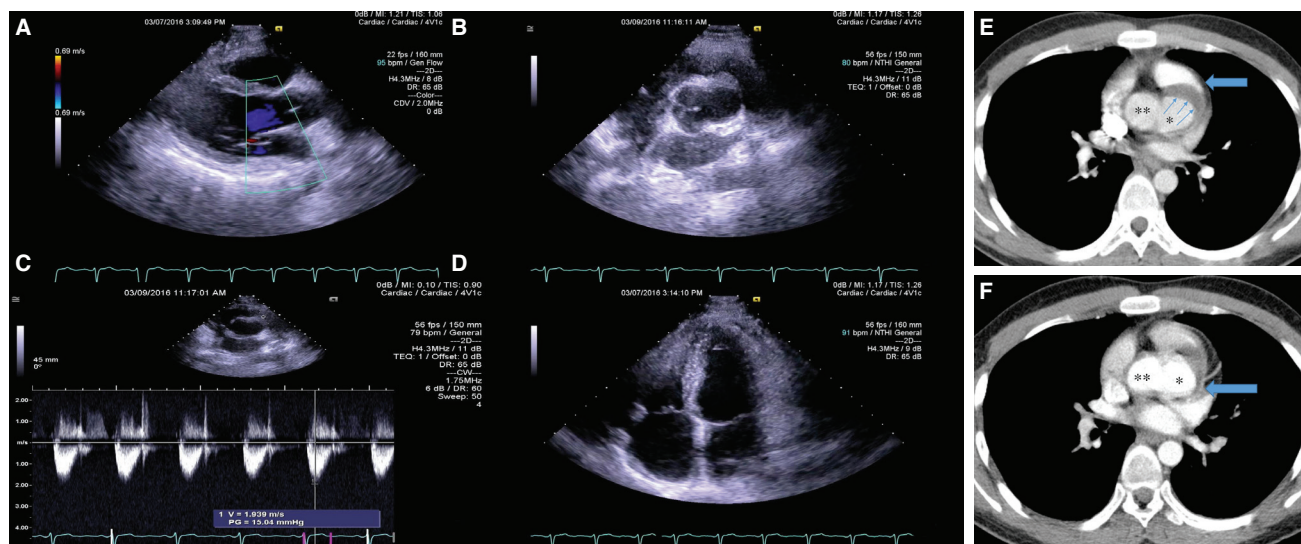 A
03/07/2016 3:09:49 PM
0dB / MI: 1.21 / TIS: 1.06
Cardiac / Cardiac / 4V1c
0.69 m/s
0.69 m/s
22 fps / 160 mm
95 bpm / Gen Flow
---2D---
H4.3MHz / 8 dB
DR: 65 dB
---Color---
CDV / 2.0MHz
0 dB
B
03/09/2016 11:16:11 AM
0dB / MI: 1.17 / TIS: 1.26
Cardiac / Cardiac / 4V1c
56 fps / 150 mm
80 bpm / NTHI General
---2D---
H4.3MHz / 11 dB
TEQ: 1 / Offset: 0 dB
DR: 65 dB
C
03/09/2016 11:17:01 AM
0dB / MI: 0.10 / TIS: 0.90
Cardiac / Cardiac / 4V1c
45 mm
0°
56 fps / 150 mm
79 bpm / General
---2D---
H4.3MHz / 11 dB
TEQ: 1 / Offset: 0 dB
DR: 65 dB
---CW---
1.75MHz
6 dB / DR: 60
Sweep: 50
4
2.00
1.00
m/s
1.00
2.00
3.00
4.00
1 V = 1.939 m/s
PG = 15.04 mmHg
D
03/07/2016 3:14:10 PM
0dB / MI: 1.17 / TIS: 1.26
Cardiac / Cardiac / 4V1c
56 fps / 160 mm
91 bpm / NTHI General
---2D---
H4.3MHz / 9 dB
TEQ: 1 / Offset: 0 dB
DR: 65 dB
E
**
*
F
**
*